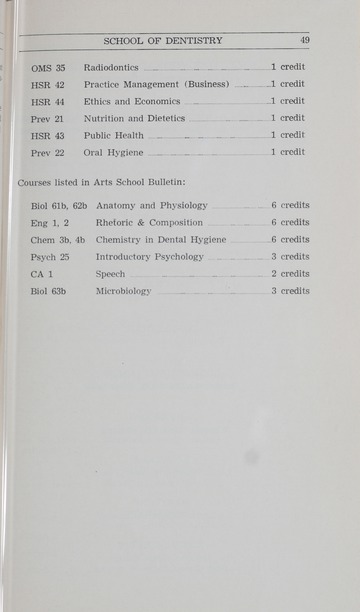 SCHOOL OF DENTISTRY 49
OMS 35 Radiodontics 1 credit
HSR 42 Practice Management (Business) 1 credit
HSR 44 Ethics and Economics 1 credit
Prev 21 Nutrition and Dietetics 1 credit
HSR 43 Public Health 1 credit
Prev 22 Oral Hygiene 1 credit
Courses listed in Arts School Bulletin:
Biol 61b, 62b Anatomy and Physiology 6 credits
Eng 1, 2 Rhetoric & Composition 6 credits
Chem 3b, 4b Chemistry in Dental Hygiene 6 credits
Psych 25 Introductory Psychology 3 credits
CA 1 Speech 2 credits
Biol 63b Microbiology 3 credits